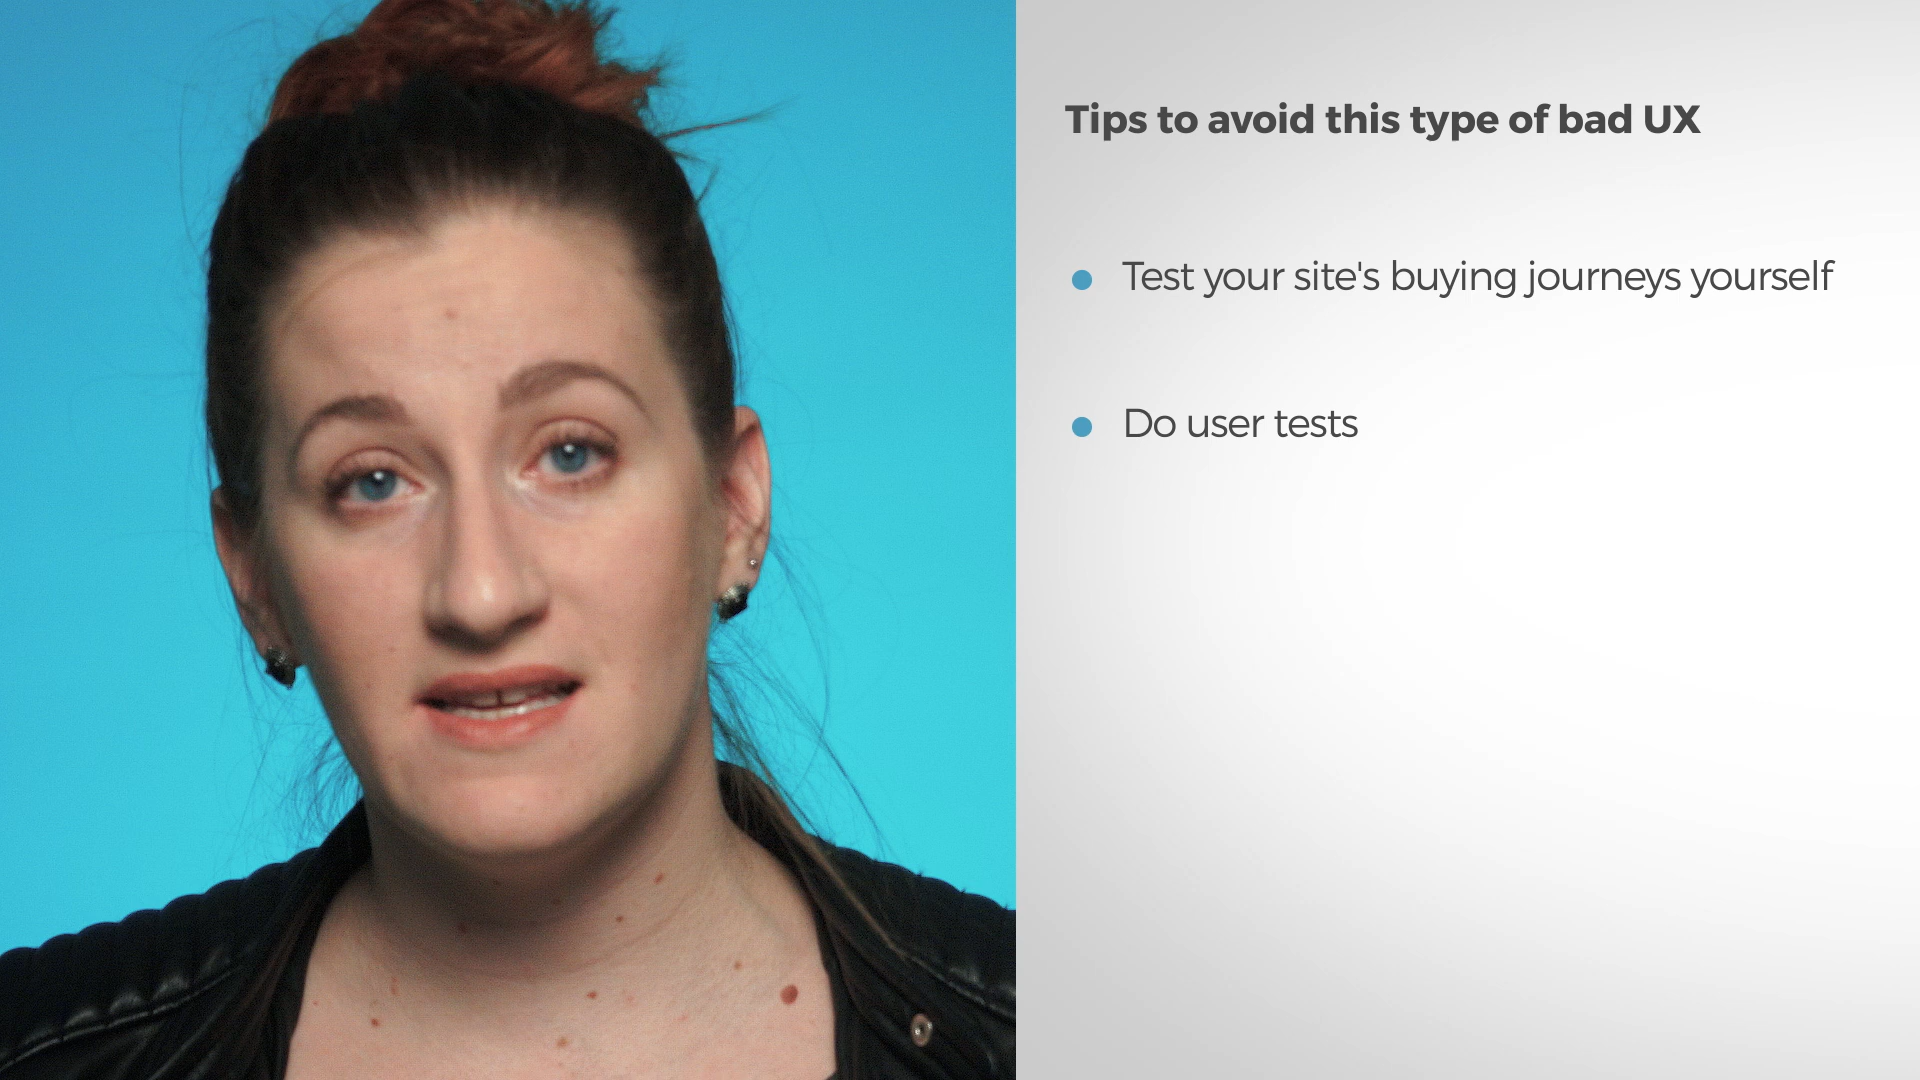 Tips to avoid this type of bad UX
Test your site's buying journeys yourself
Do user tests